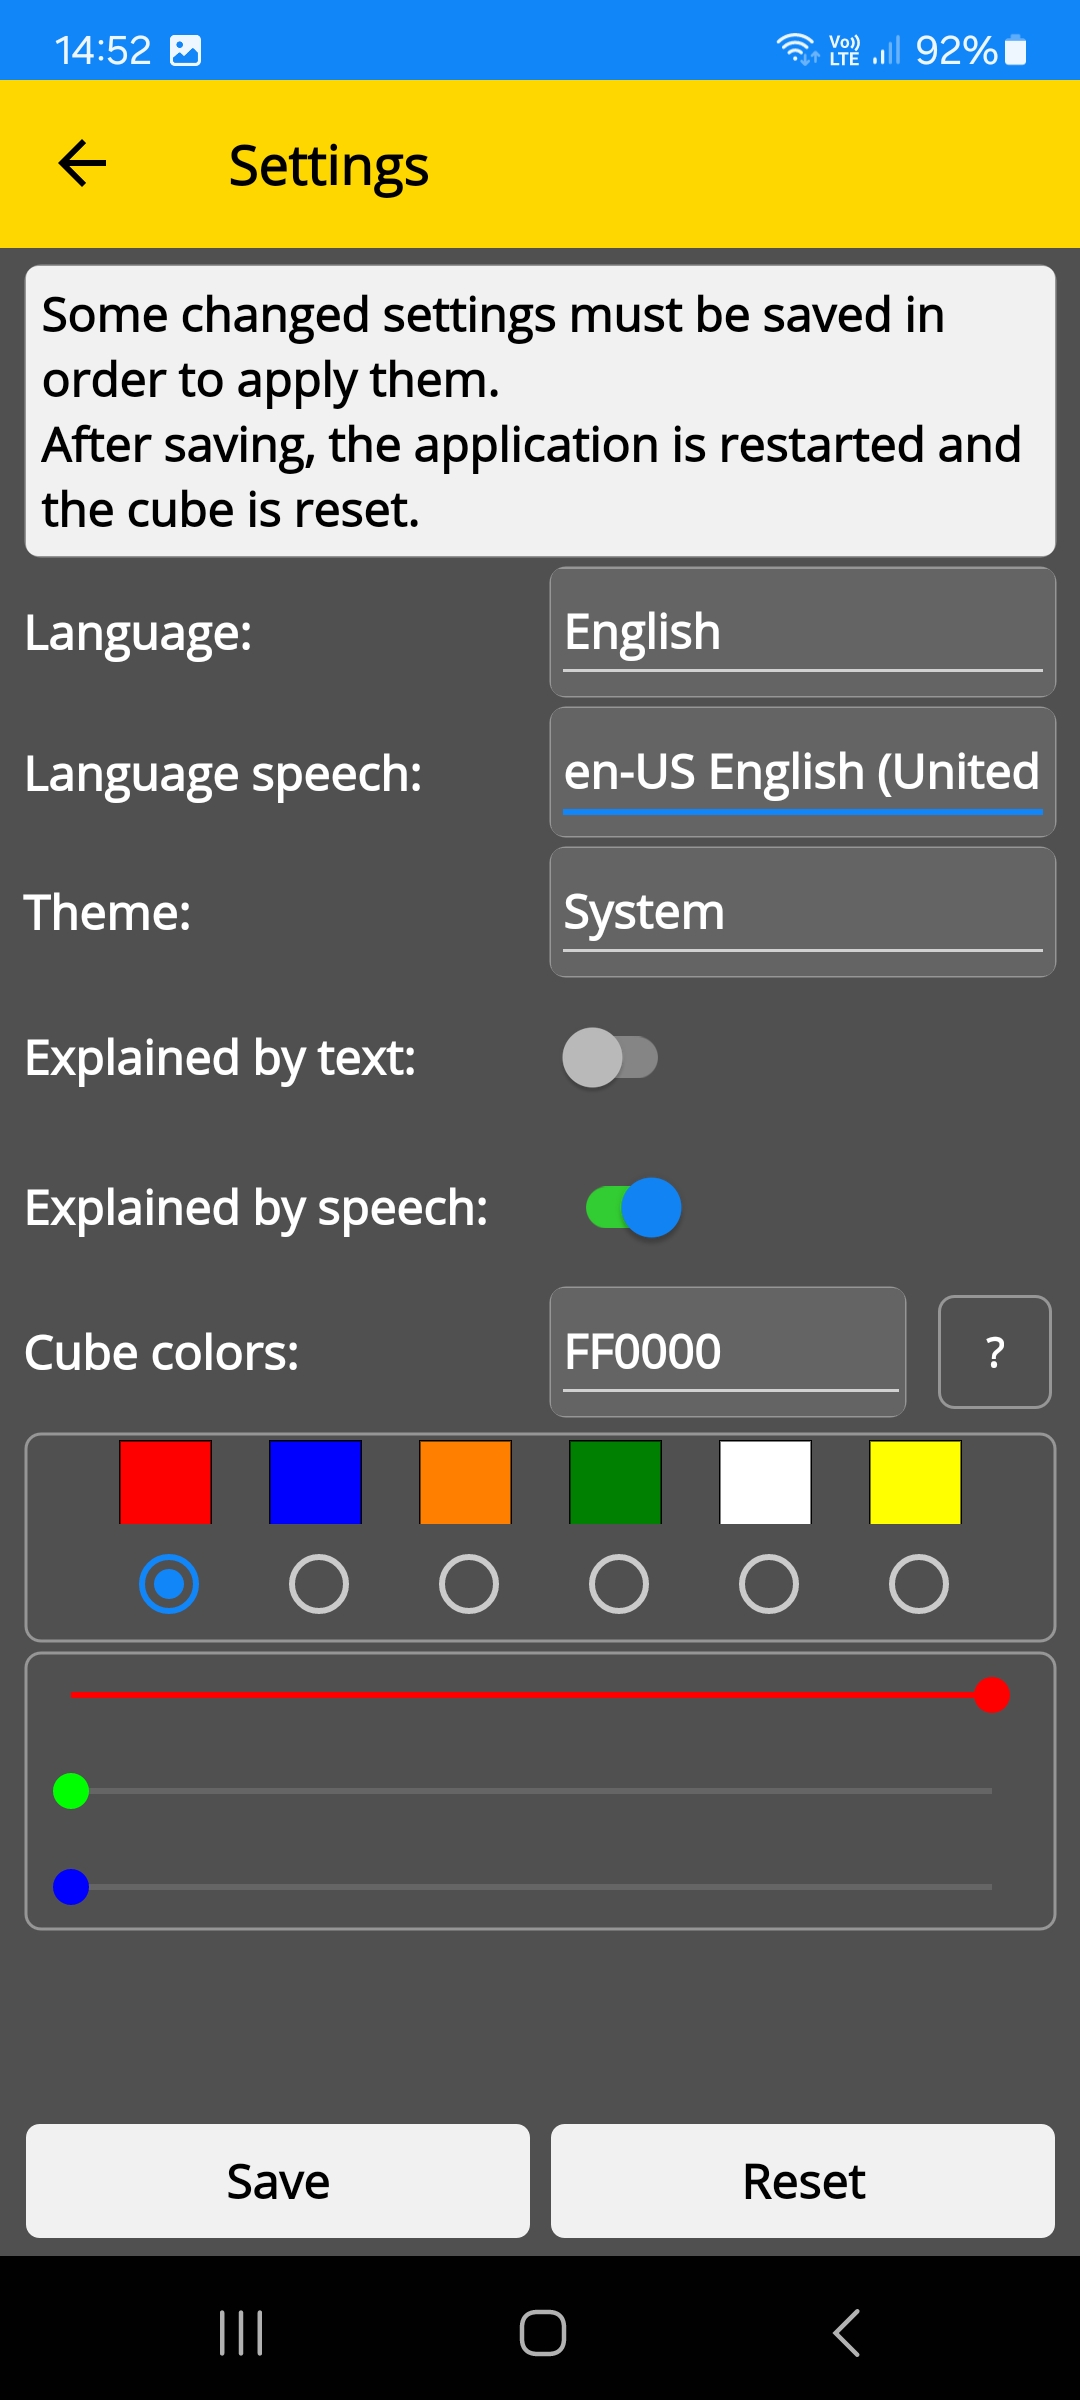 14:52 Vo)) LTE 92%
Settings
Some changed settings must be saved in
order to apply them.
After saving, the application is restarted and
the cube is reset.
Language: English
Language speech: en-US English (United
Theme: System
Explained by text:
Explained by speech:
Cube colors: FF0000 ?
Save Reset